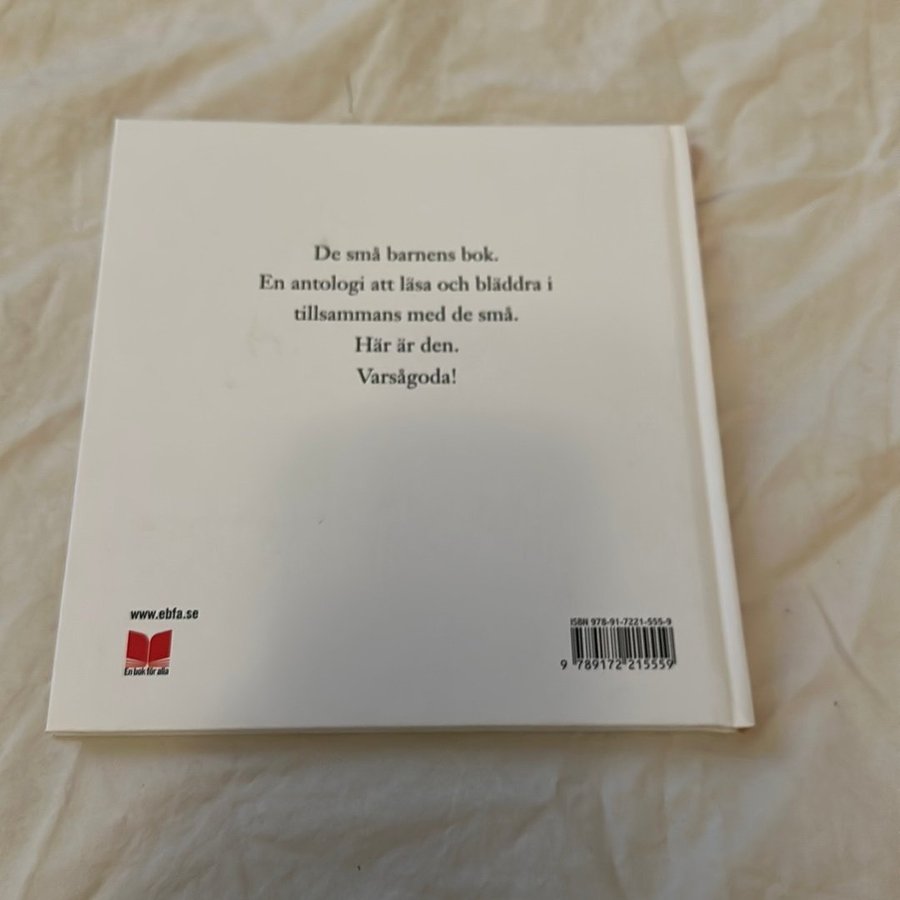 De små barnens bok.
En antologi att läsa och bläddra i
tillsammans med de små.
Här är den.
Varsågoda!
www.ebfa.se
En bok för alla
ISBN 978-91-7221-555-9
9 789172 215559